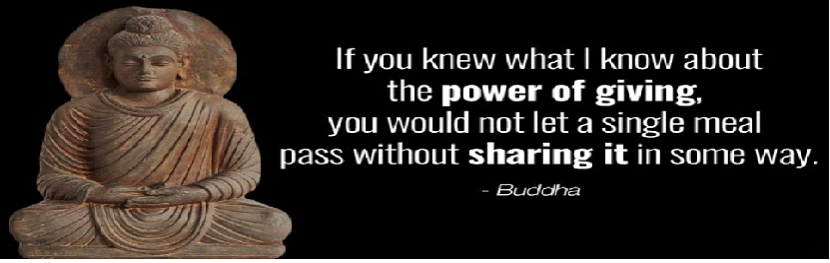 If you knew what I know about
the power of giving,
you would not let a single meal
pass without sharing it in some way.
- Buddha